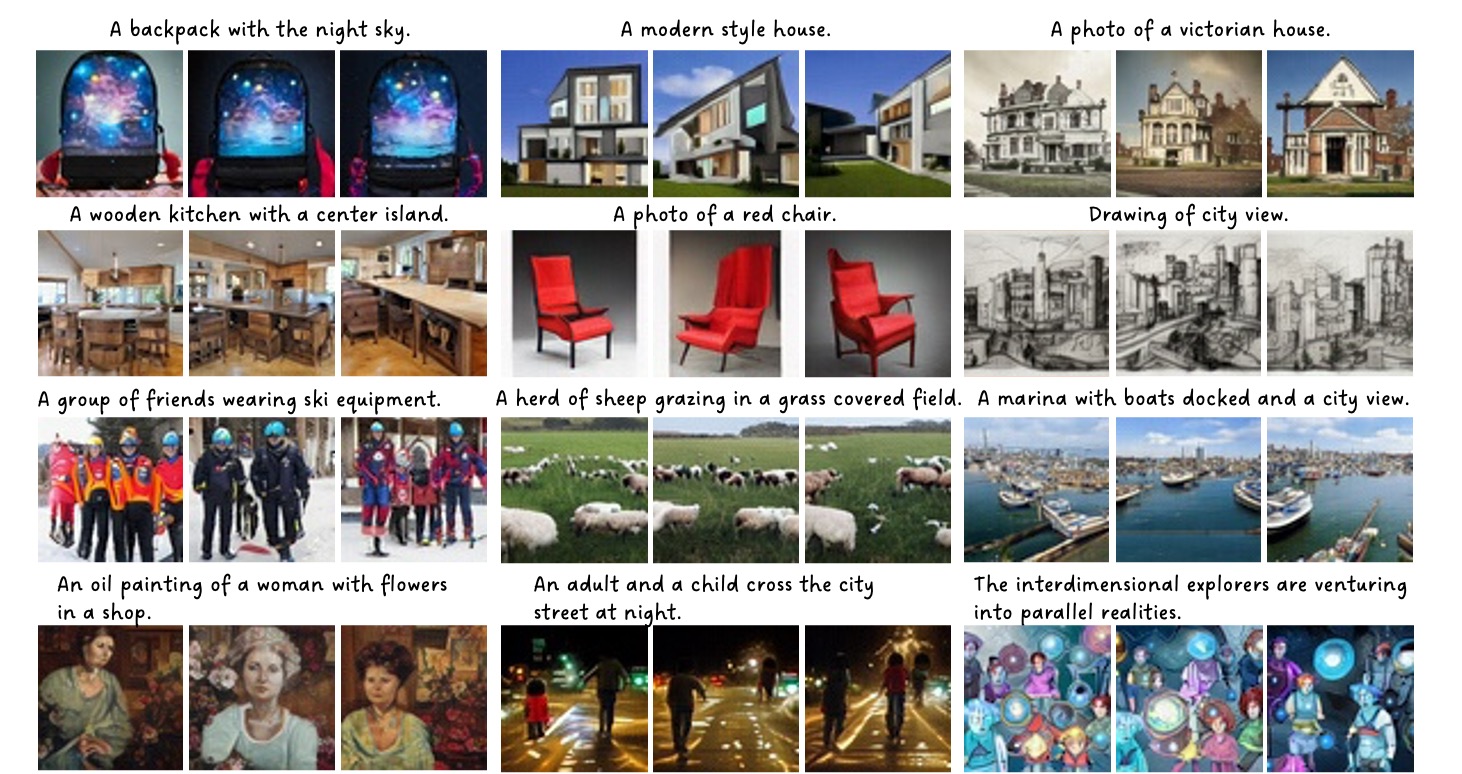 A backpack with the night sky.
A modern style house.
A photo of a victorian house.
A wooden kitchen with a center island.
A photo of a red chair.
Drawing of city view.
A group of friends wearing ski equipment.
A herd of sheep grazing in a grass covered field.
A marina with boats docked and a city view.
An oil painting of a woman with flowers
in a shop.
An adult and a child cross the city
street at night.
The interdimensional explorers are venturing
into parallel realities.